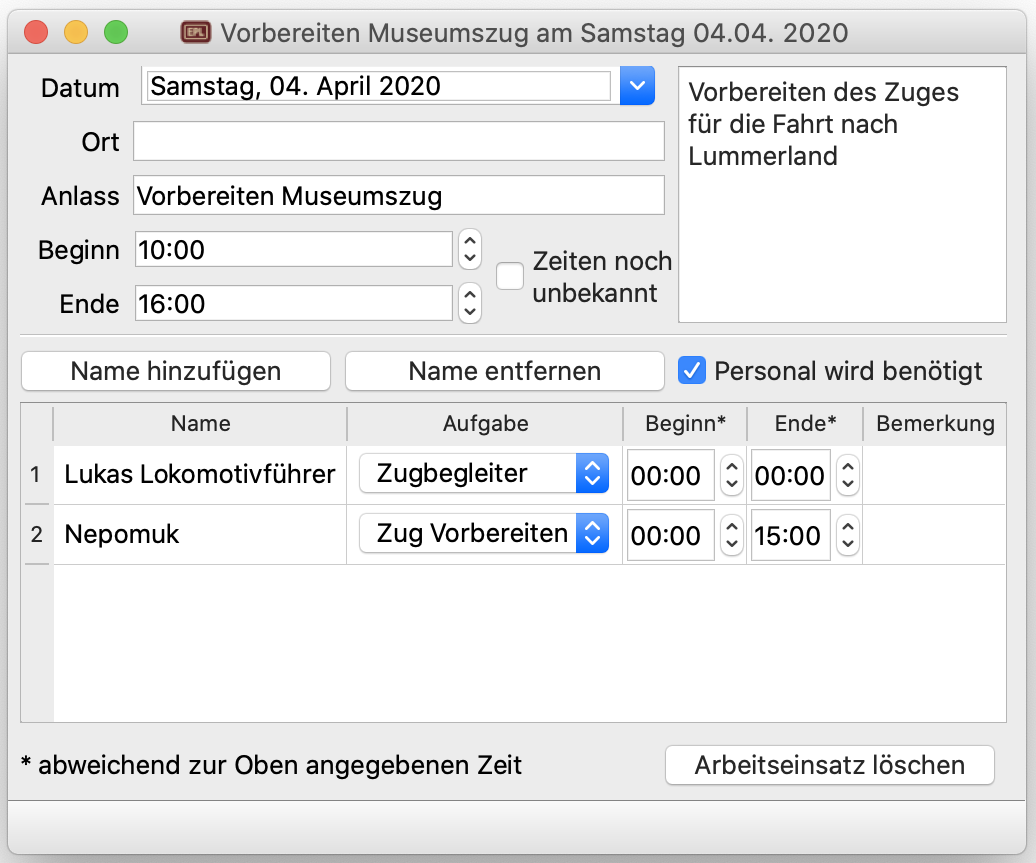 EPL Vorbereiten Museumszug am Samstag 04.04. 2020
Datum Samstag, 04. April 2020
Vorbereiten des Zuges
für die Fahrt nach
Lummerland
Ort
Anlass Vorbereiten Museumszug
Beginn 10:00
Ende 16:00
Zeiten noch
unbekannt
Name hinzufügen Name entfernen Personal wird benötigt
Name Aufgabe Beginn* Ende* Bemerkung
1 Lukas Lokomotivführer Zugbegleiter 00:00 00:00
2 Nepomuk Zug Vorbereiten 00:00 15:00
* abweichend zur Oben angegebenen Zeit Arbeitseinsatz löschen